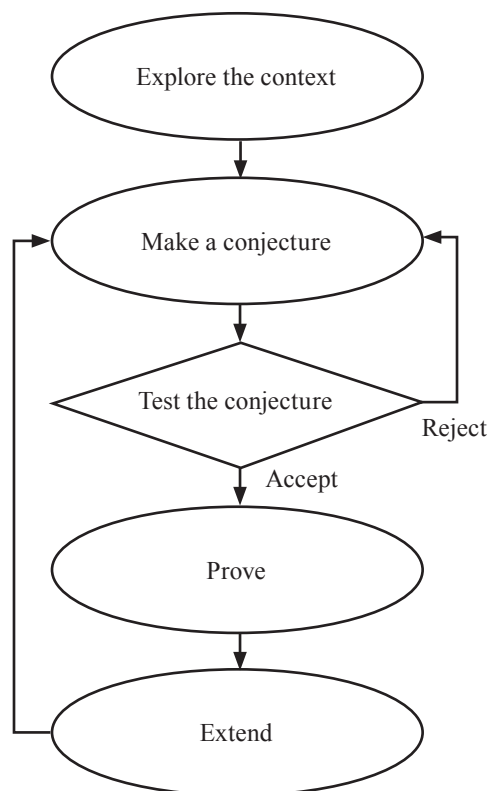 Explore the context
Make a conjecture
Test the conjecture
Reject
Accept
Prove
Extend